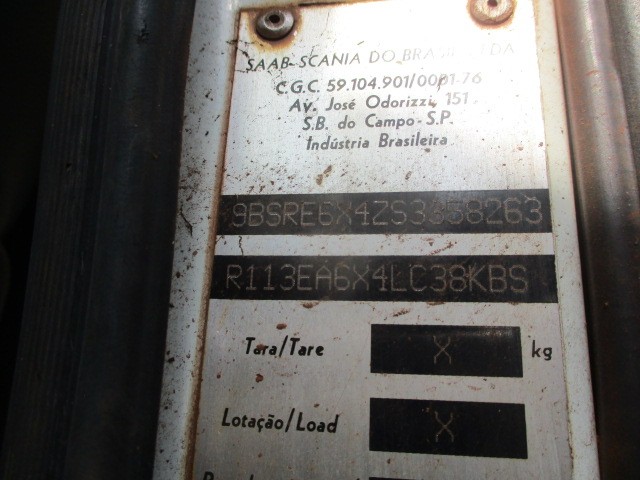 SAAB-SCANIA DO BRASIL LTDA
C.G.C. 59.104.901/0001-76
Av. José Odorizzi, 151
S.B. do Campo - S.P.
Indústria Brasileira
9BSRE6X4ZS3658263
R113EA6X4LC38KBS
Tara/Tare X kg
Lotação/Load X